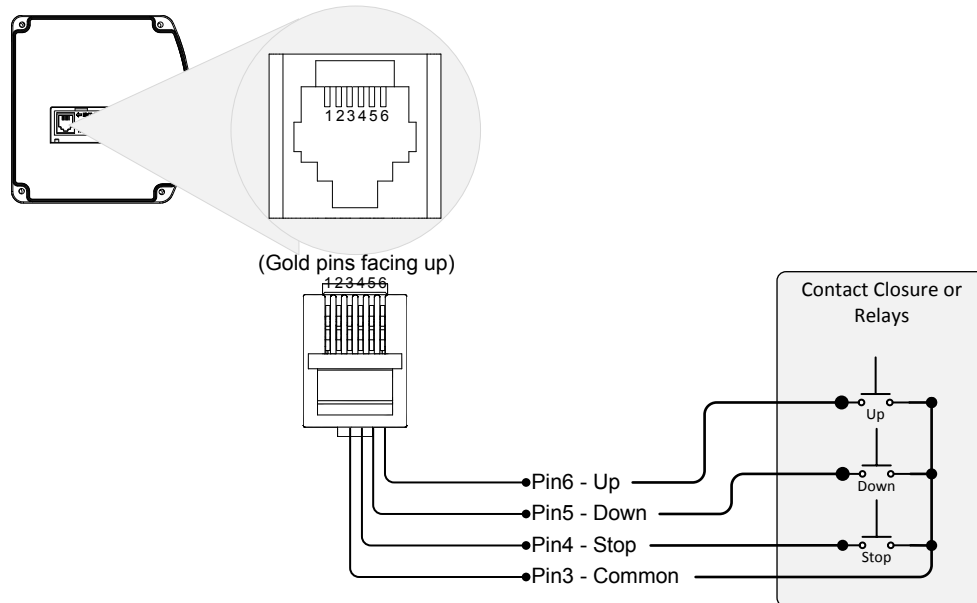 123456
(Gold pins facing up)
123456
Contact Closure or
Relays
Up
Down
Stop
Pin6 - Up
Pin5 - Down
Pin4 - Stop
Pin3 - Common